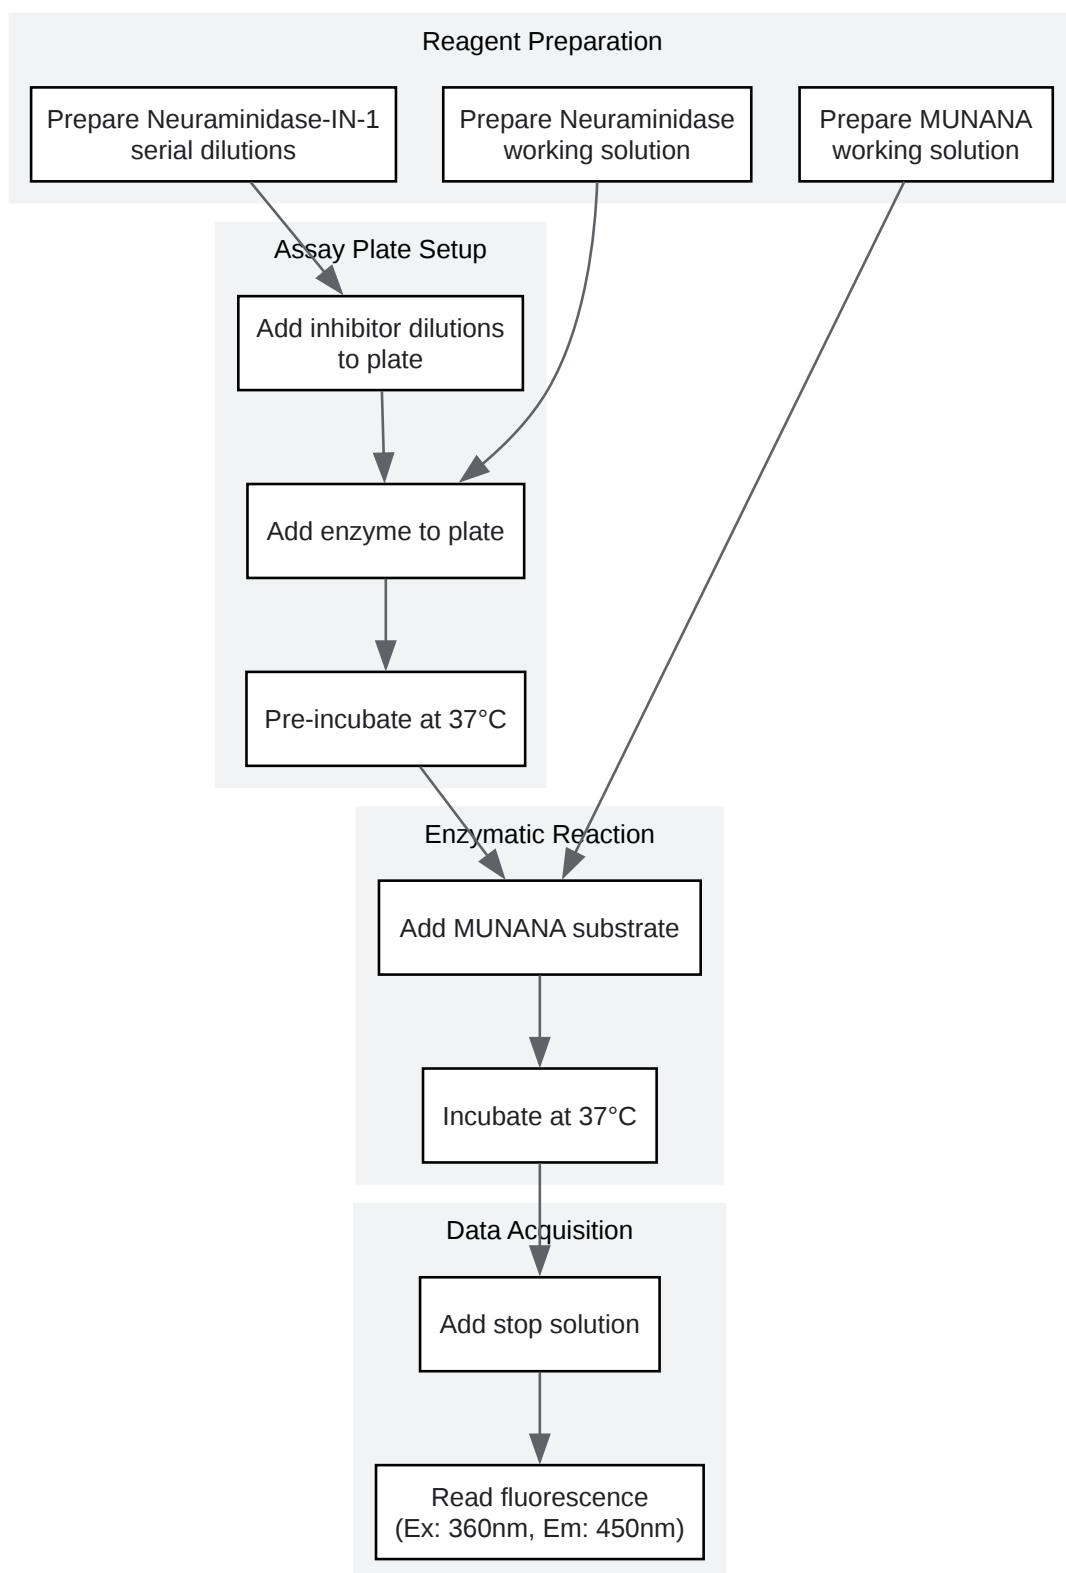 Reagent Preparation
Prepare Neuraminidase-IN-1
serial dilutions
Prepare Neuraminidase
working solution
Prepare MUNANA
working solution
Assay Plate Setup
Add inhibitor dilutions
to plate
Add enzyme to plate
Pre-incubate at 37°C
Enzymatic Reaction
Add MUNANA substrate
Incubate at 37°C
Data Acquisition
Add stop solution
Read fluorescence
(Ex: 360nm, Em: 450nm)